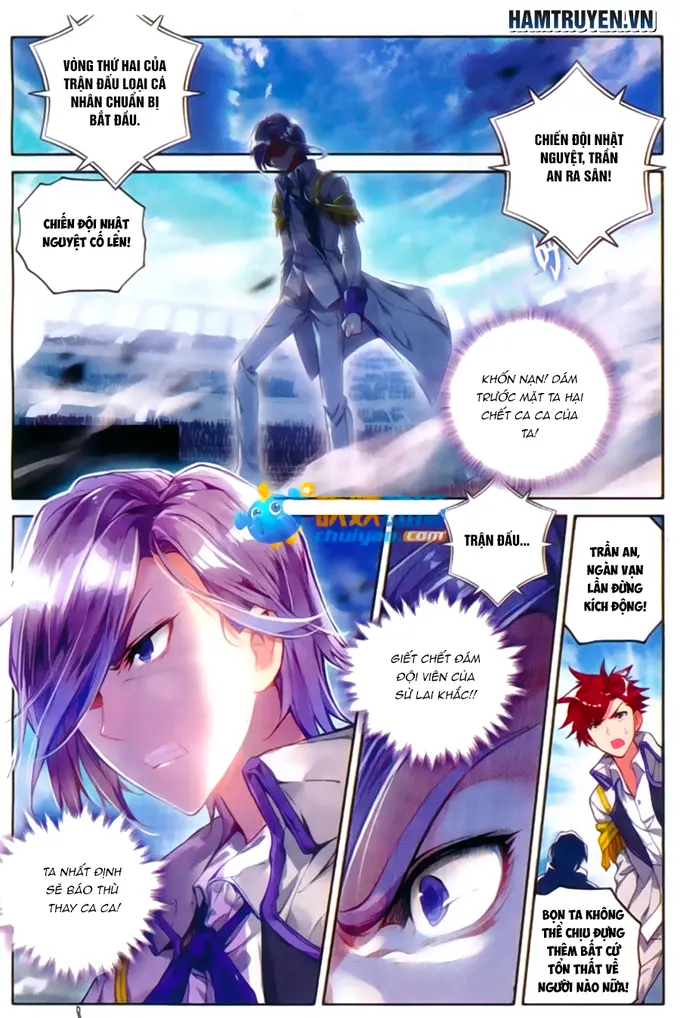 HAMTRUYEN.VN
VÒNG THỨ HAI CỦA
TRẬN ĐẤU LOẠI CÁ
NHÂN CHUẨN BỊ
BẮT ĐẦU.
CHIẾN ĐỘI NHẬT
NGUYỆT, TRẦN
AN RA SÂN!
CHIẾN ĐỘI NHẬT
NGUYỆT CỐ LÊN!
KHỐN NẠN! DÁM
TRƯỚC MẶT TA HẠI
CHẾT CA CA CỦA
TA!
chuiyao.com
TRẬN ĐẤU...
TRẦN AN,
NGÀN VẠN
LẦN ĐỪNG
KÍCH ĐỘNG!
GIẾT CHẾT ĐÁM
ĐỘI VIÊN CỦA
SỬ LAI KHẮC!!
TA NHẤT ĐỊNH
SẼ BÁO THÙ
THAY CA CA!
BỌN TA KHÔNG
THỂ CHỊU ĐỰNG
THÊM BẤT CỨ
TỔN THẤT VỀ
NGƯỜI NÀO NỮA!